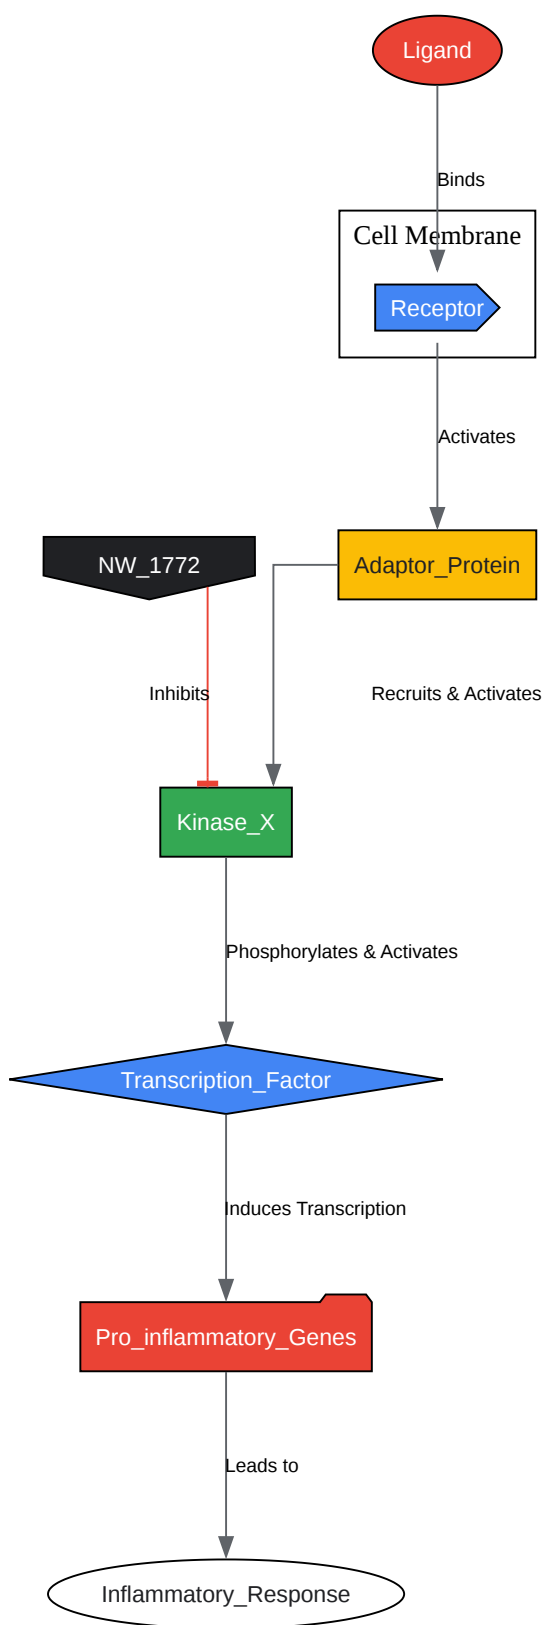 Ligand
Binds
Cell Membrane
Receptor
Activates
NW_1772
Adaptor_Protein
Inhibits
Recruits & Activates
Kinase_X
Phosphorylates & Activates
Transcription_Factor
Induces Transcription
Pro_inflammatory_Genes
Leads to
Inflammatory_Response